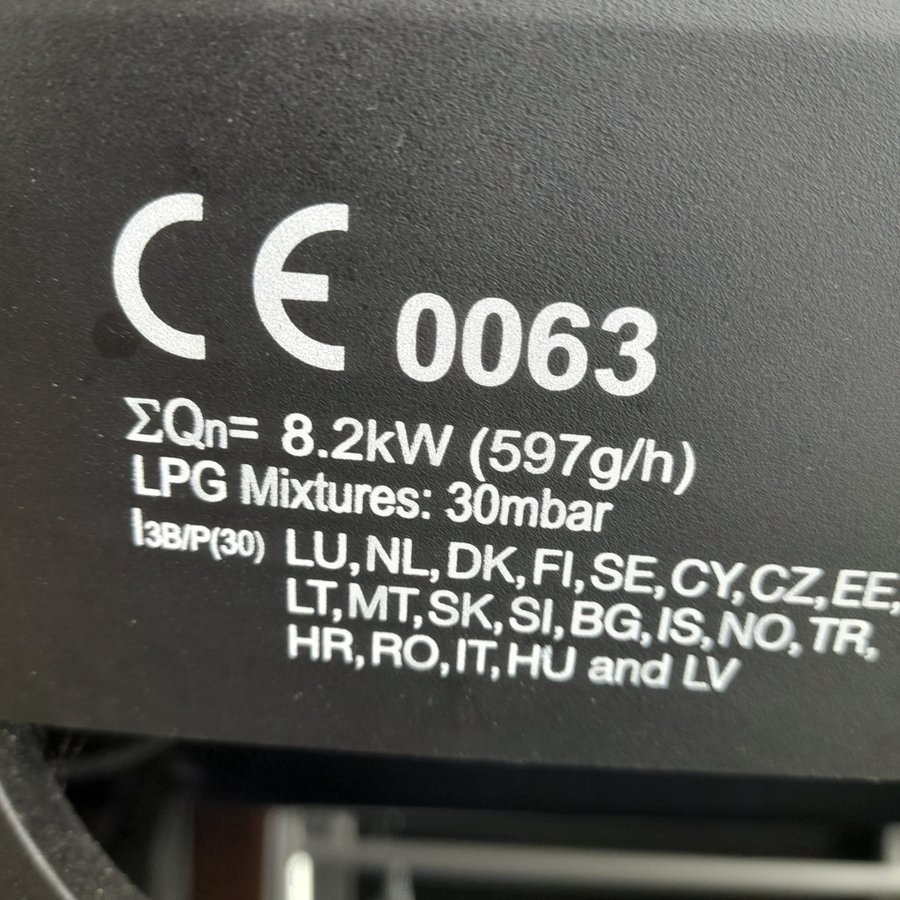 CE 0063
ΣQn= 8.2kW (597g/h)
LPG Mixtures: 30mbar
I3B/P(30) LU,NL,DK,FI,SE,CY,CZ,EE,
LT,MT,SK,SI,BG,IS,NO,TR,
HR,RO,IT,HU and LV